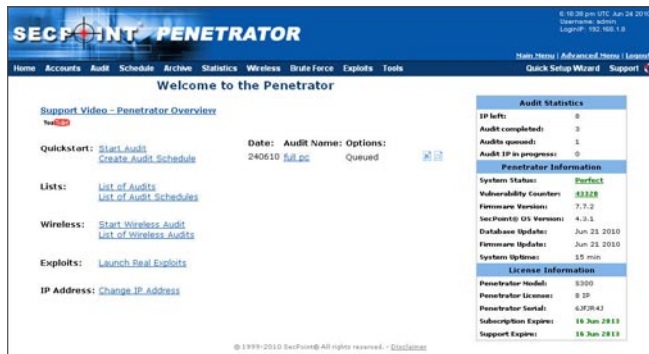 SECPOINT PENETRATOR
6:18:38 pm UTC Jun 24 2010
Username: admin
LoginIP: 192.168.1.8
Main Menu | Advanced Menu | Logout
Home Accounts Audit Schedule Archive Statistics Wireless Brute Force Exploits Tools Quick Setup Wizard Support
Welcome to the Penetrator
Support Video - Penetrator Overview
Quickstart: Start Audit
Create Audit Schedule
Date: Audit Name: Options:
240610 full pc Queued
Lists: List of Audits
List of Audit Schedules
Wireless: Start Wireless Audit
List of Wireless Audits
Exploits: Launch Real Exploits
IP Address: Change IP Address
Audit Statistics
IP left: 8
Audit completed: 3
Audits queued: 1
Audit IP in progress: 0
Penetrator Information
System Status: Perfect
Vulnerability Counter: 43328
Firmware Version: 7.7.2
SecPoint® OS Version: 4.3.1
Database Update: Jun 21 2010
Firmware Update: Jun 21 2010
System Uptime: 15 min
License Information
Penetrator Model: S300
Penetrator License: 8 IP
Penetrator Serial:
Subscription Expire: 16 Jun 2013
Support Expire: 16 Jun 2013
© 1999-2010 SecPoint® All rights reserved. - Disclaimer